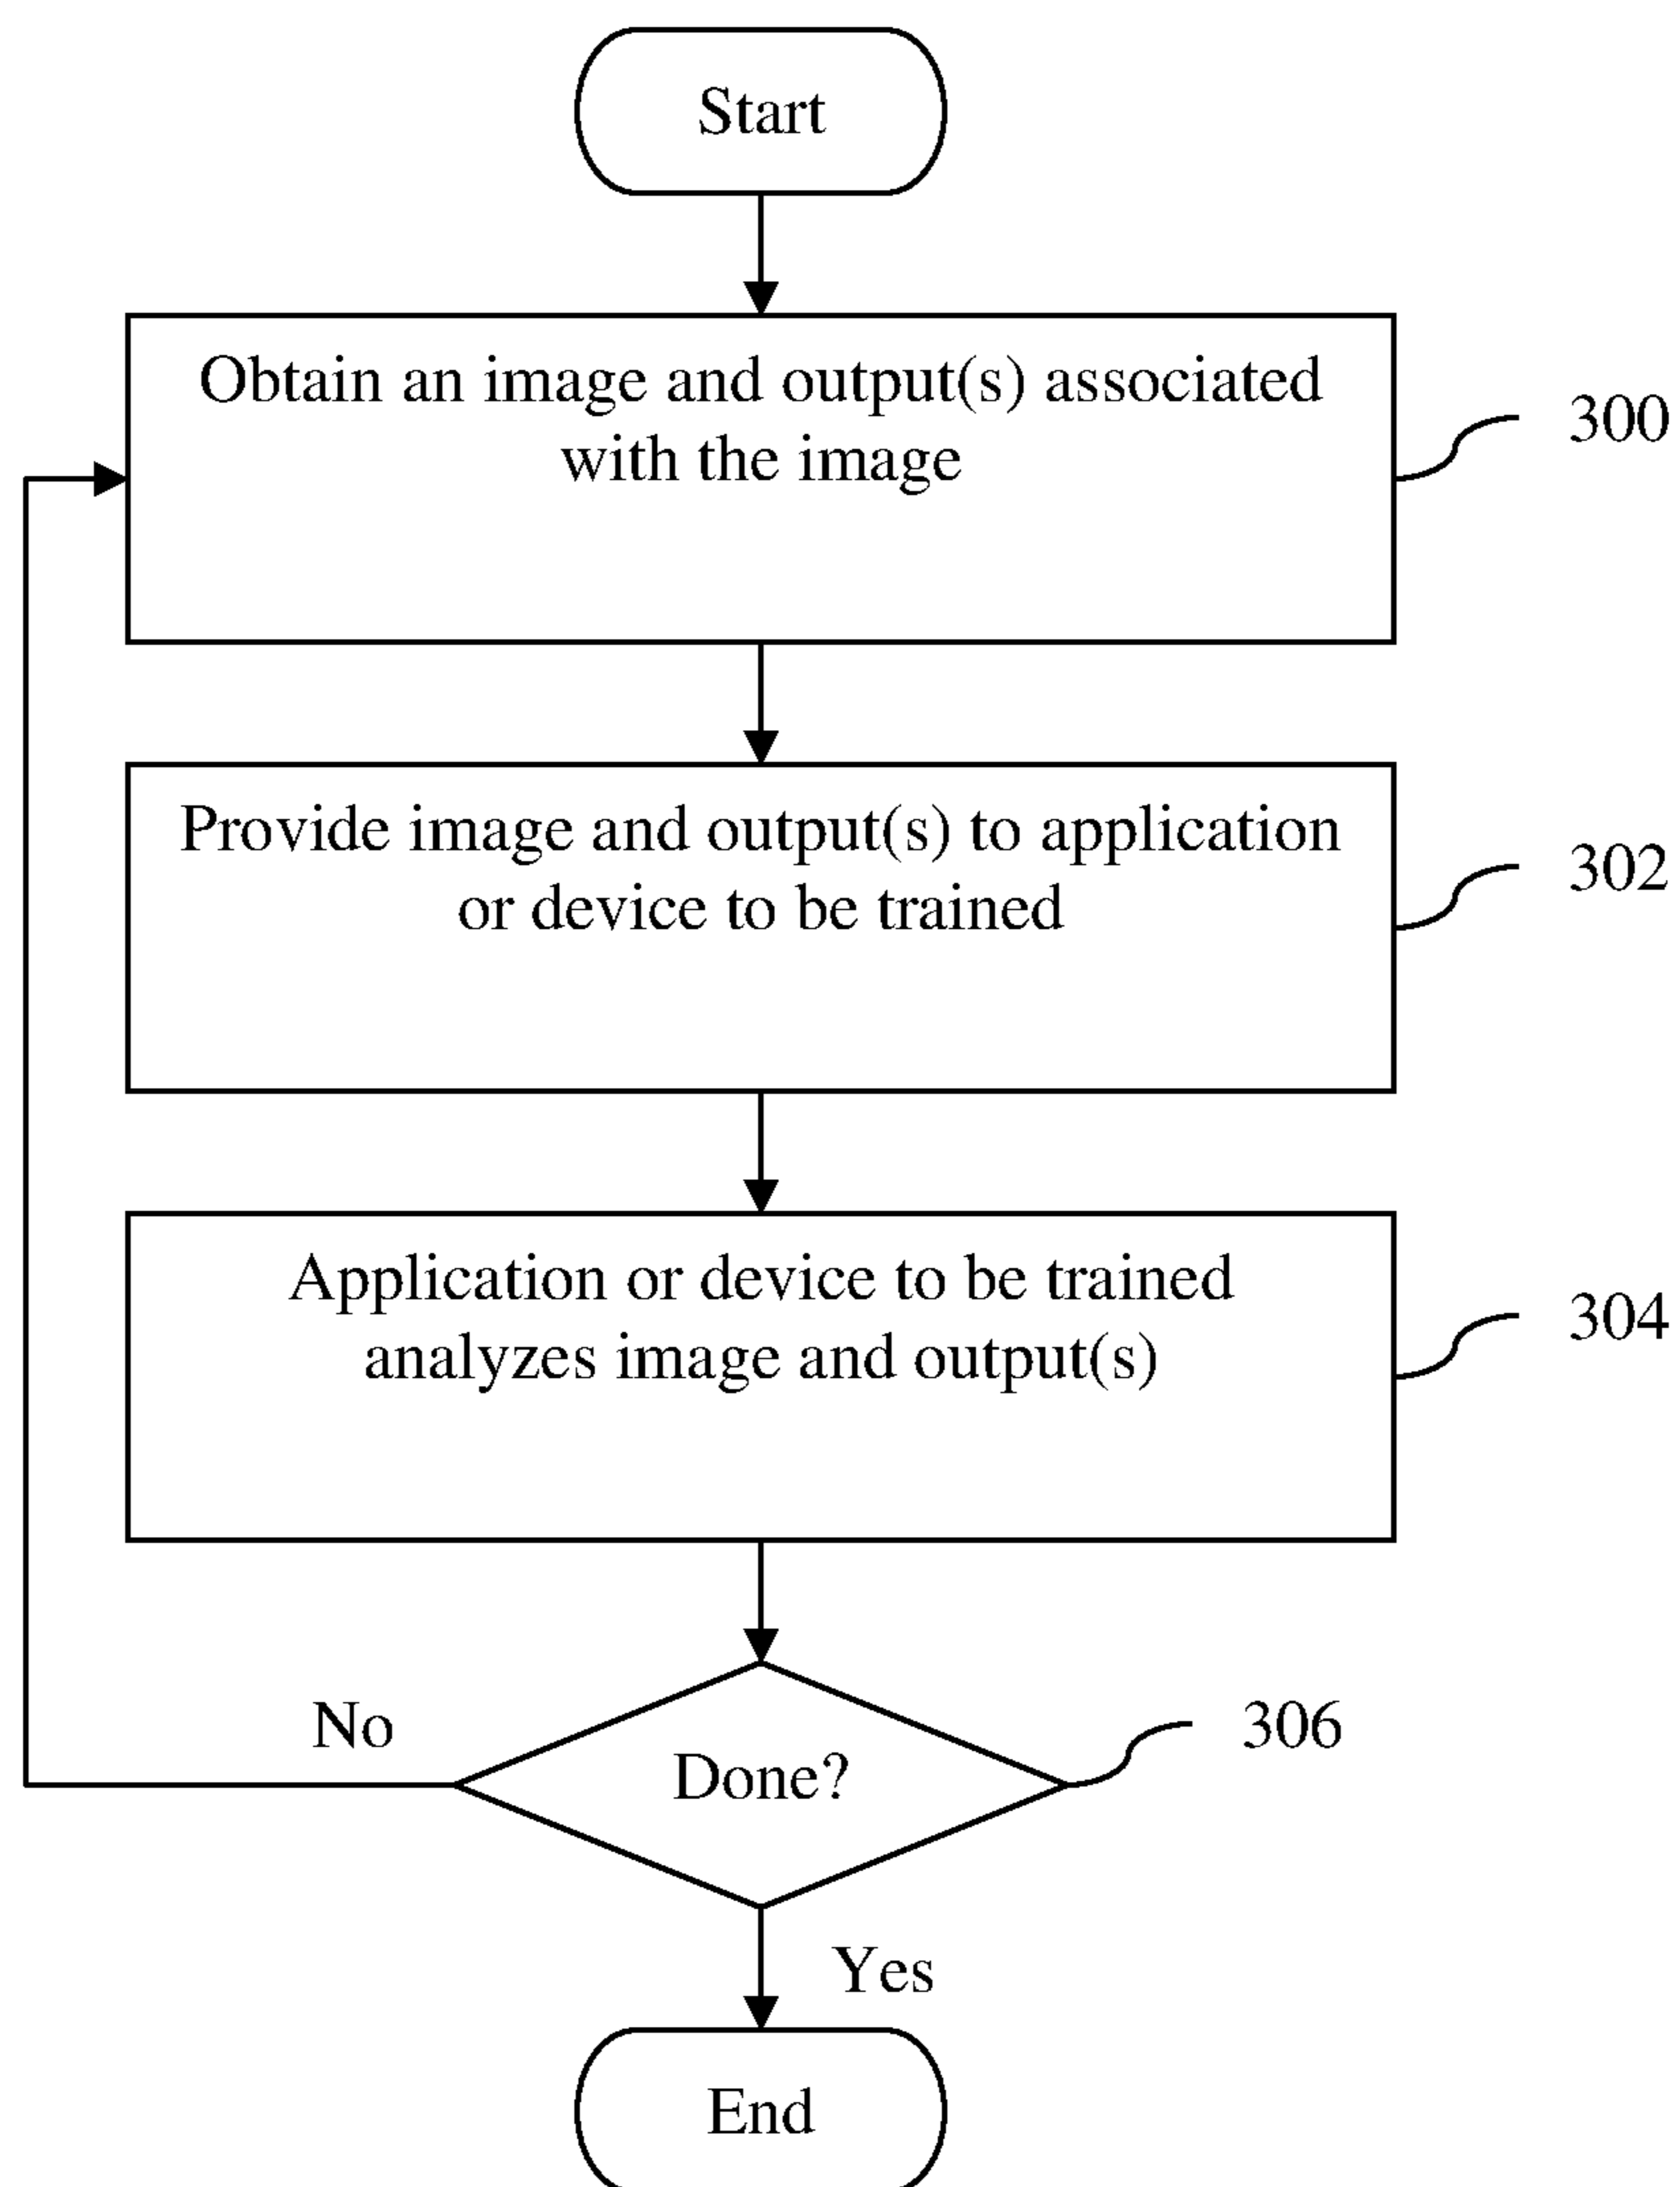 Start
Obtain an image and output(s) associated
with the image
300
Provide image and output(s) to application
or device to be trained
302
Application or device to be trained
analyzes image and output(s)
304
No
Done?
306
Yes
End